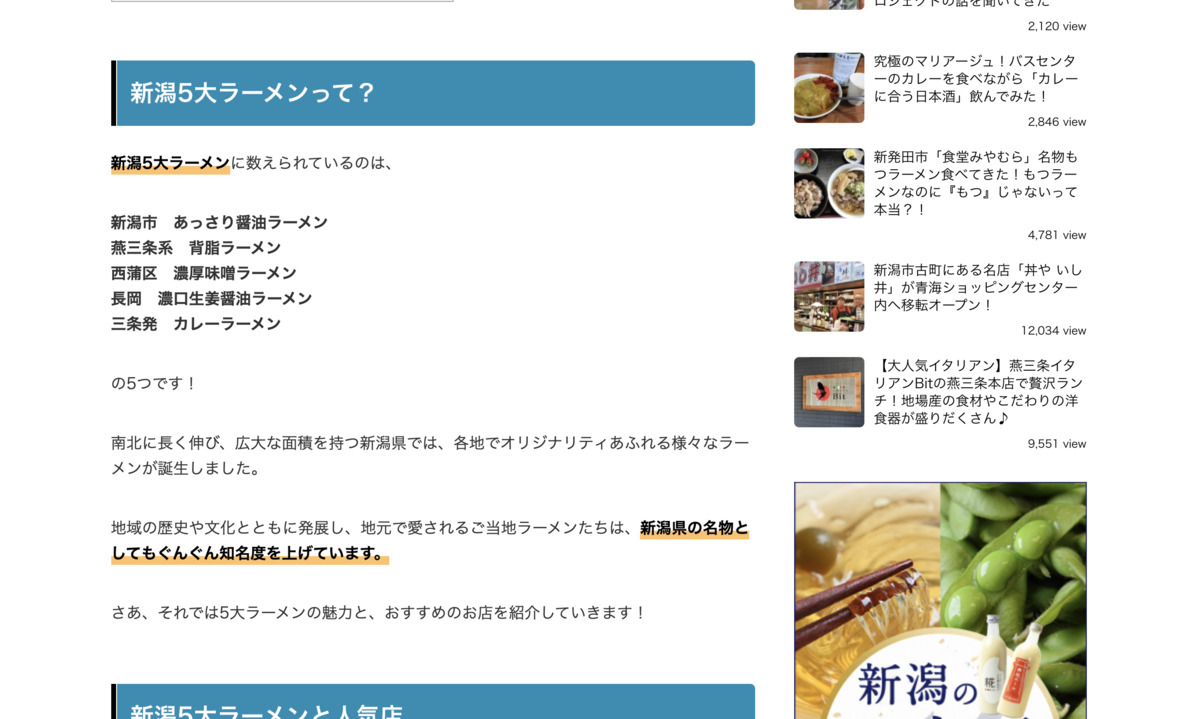 新潟5大ラーメンって？
新潟5大ラーメンに数えられているのは、
新潟市　あっさり醤油ラーメン
燕三条系　背脂ラーメン
西蒲区　濃厚味噌ラーメン
長岡　濃口生姜醤油ラーメン
三条発　カレーラーメン
の5つです！
南北に長く伸び、広大な面積を持つ新潟県では、各地でオリジナリティあふれる様々なラー
メンが誕生しました。
地域の歴史や文化とともに発展し、地元で愛されるご当地ラーメンたちは、新潟県の名物と
してもぐんぐん知名度を上げています。
さあ、それでは5大ラーメンの魅力と、おすすめのお店を紹介していきます！
新潟5大ラーメンと人気店
ロジェクトの話を聞いてきた
2,120 view
究極のマリアージュ！バスセンタ
ーのカレーを食べながら「カレー
に合う日本酒」飲んでみた！
2,846 view
新発田市「食堂みやむら」名物も
つラーメン食べてきた！もつラー
メンなのに『もつ』じゃないって
本当？！
4,781 view
新潟市古町にある名店「丼や いし
井」が青海ショッピングセンター
内へ移転オープン！
12,034 view
【大人気イタリアン】燕三条イタ
リアンBitの燕三条本店で贅沢ラン
チ！地場産の食材やこだわりの洋
食器が盛りだくさん♪
9,551 view
Bit
糀
新潟の